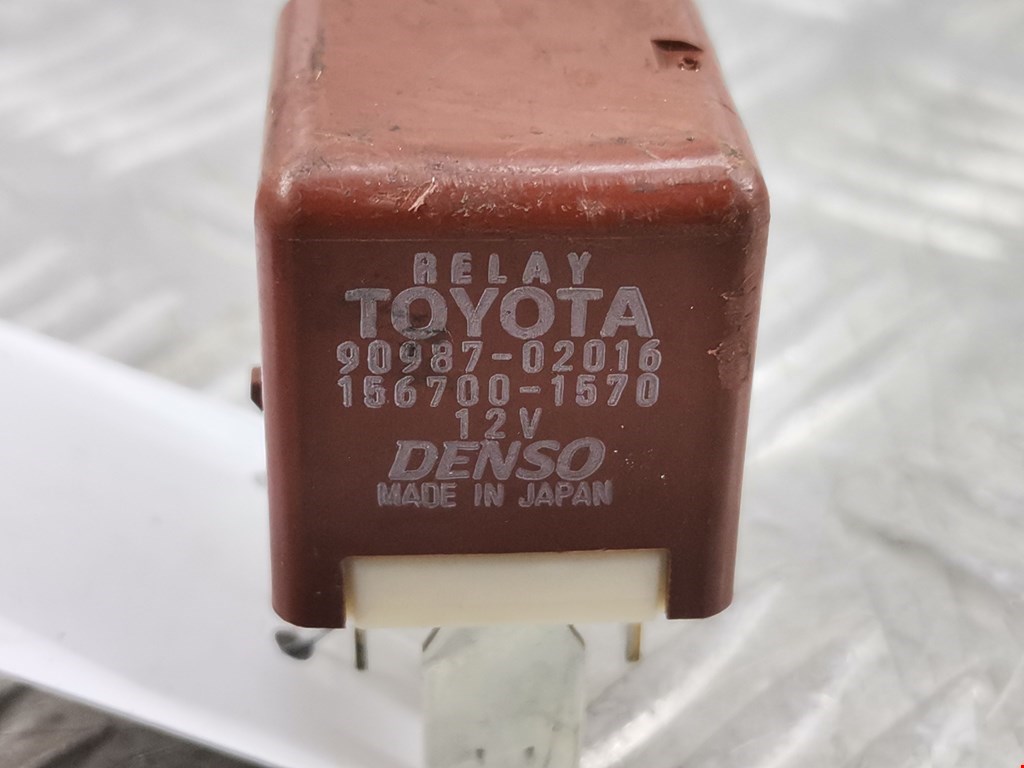 RELAY
TOYOTA
90987-02016
156700-1570
12V
DENSO
MADE IN JAPAN